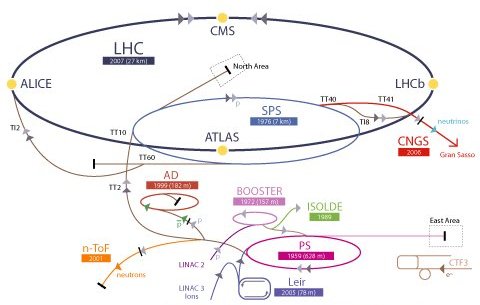 CMS
LHC
2007 (27 km)
North Area
ALICE
LHCb
p
SPS
1976 (7 km)
TT40
TT41
TI2
TI8
TT10
ATLAS
neutrinos
CNGS
2006
Gran Sasso
TT60
AD
1999 (182 m)
TT2
BOOSTER
1972 (157 m)
ISOLDE
1989
p
p
East Area
n-ToF
2001
PS
1959 (628 m)
neutrons
LINAC 2
CTF3
e-
LINAC 3
Ions
Leir
2005 (78 m)